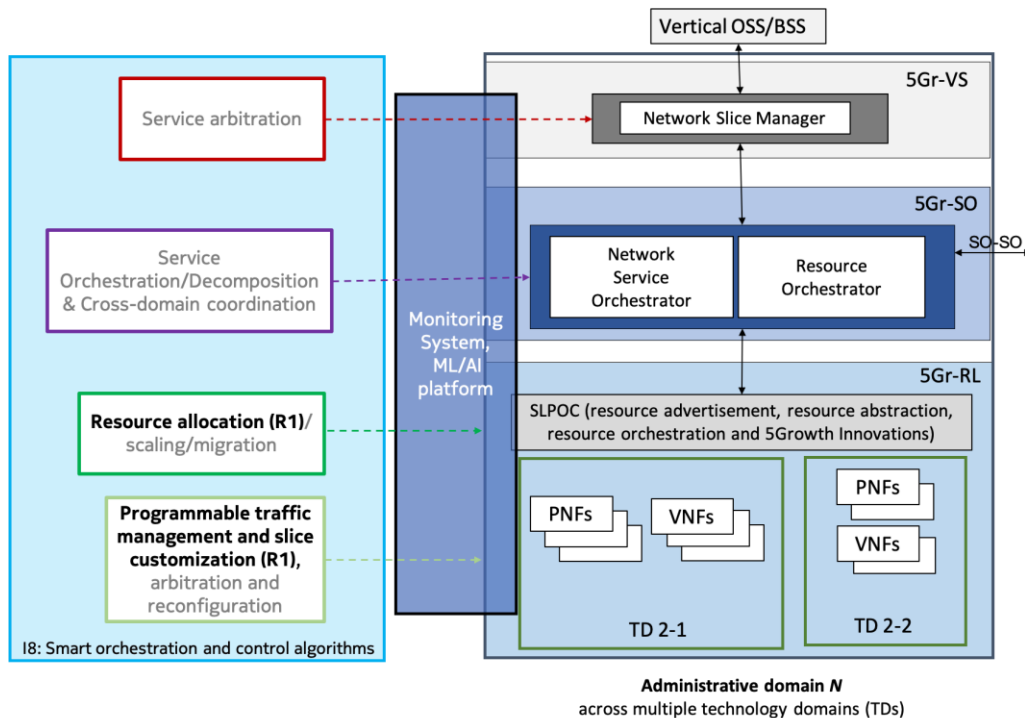 Vertical OSS/BSS
5Gr-VS
Service arbitration
Network Slice Manager
5Gr-SO
Service
Orchestration/Decomposition
& Cross-domain coordination
Network
Service
Orchestrator
Resource
Orchestrator
SO-SO
Monitoring
System,
ML/AI
platform
5Gr-RL
Resource allocation (R1)/
scaling/migration
SLPOC (resource advertisement, resource abstraction,
resource orchestration and 5Growth Innovations)
Programmable traffic
management and slice
customization (R1),
arbitration and
reconfiguration
PNFs
VNFs
TD 2-1
PNFs
VNFs
TD 2-2
I8: Smart orchestration and control algorithms
Administrative domain N
across multiple technology domains (TDs)